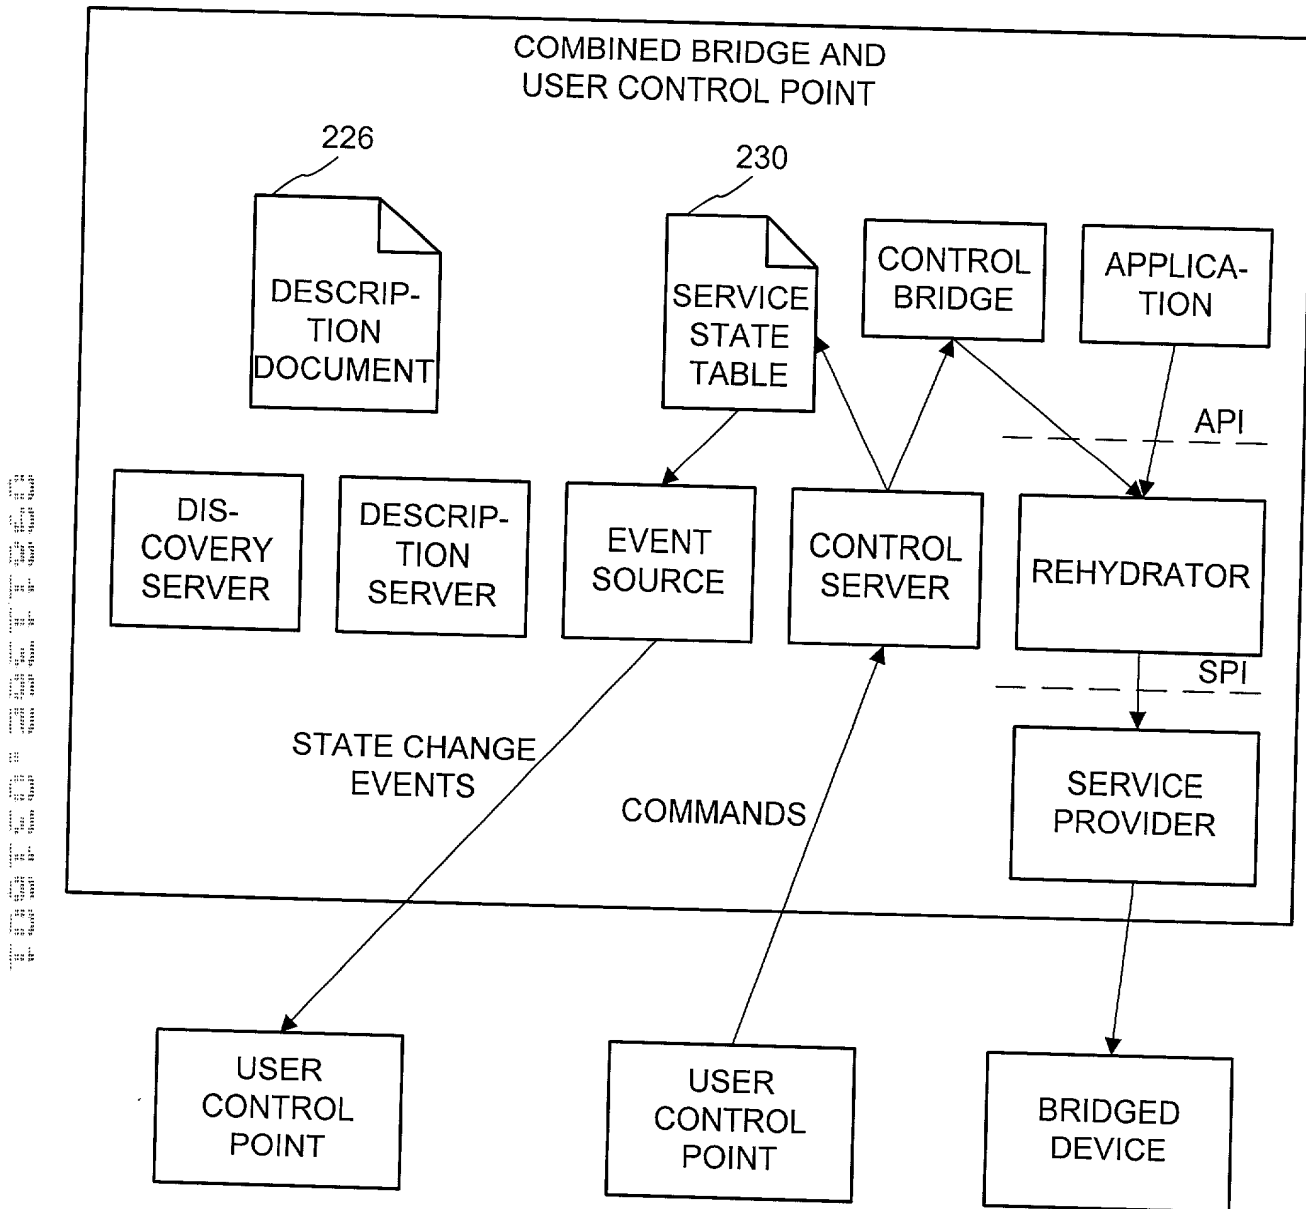 COMBINED BRIDGE AND
USER CONTROL POINT
226
230
DESCRIP-
TION
DOCUMENT
SERVICE
STATE
TABLE
CONTROL
BRIDGE
APPLICA-
TION
API
DIS-
COVERY
SERVER
DESCRIP-
TION
SERVER
EVENT
SOURCE
CONTROL
SERVER
REHYDRATOR
SPI
STATE CHANGE
EVENTS
COMMANDS
SERVICE
PROVIDER
USER
CONTROL
POINT
USER
CONTROL
POINT
BRIDGED
DEVICE